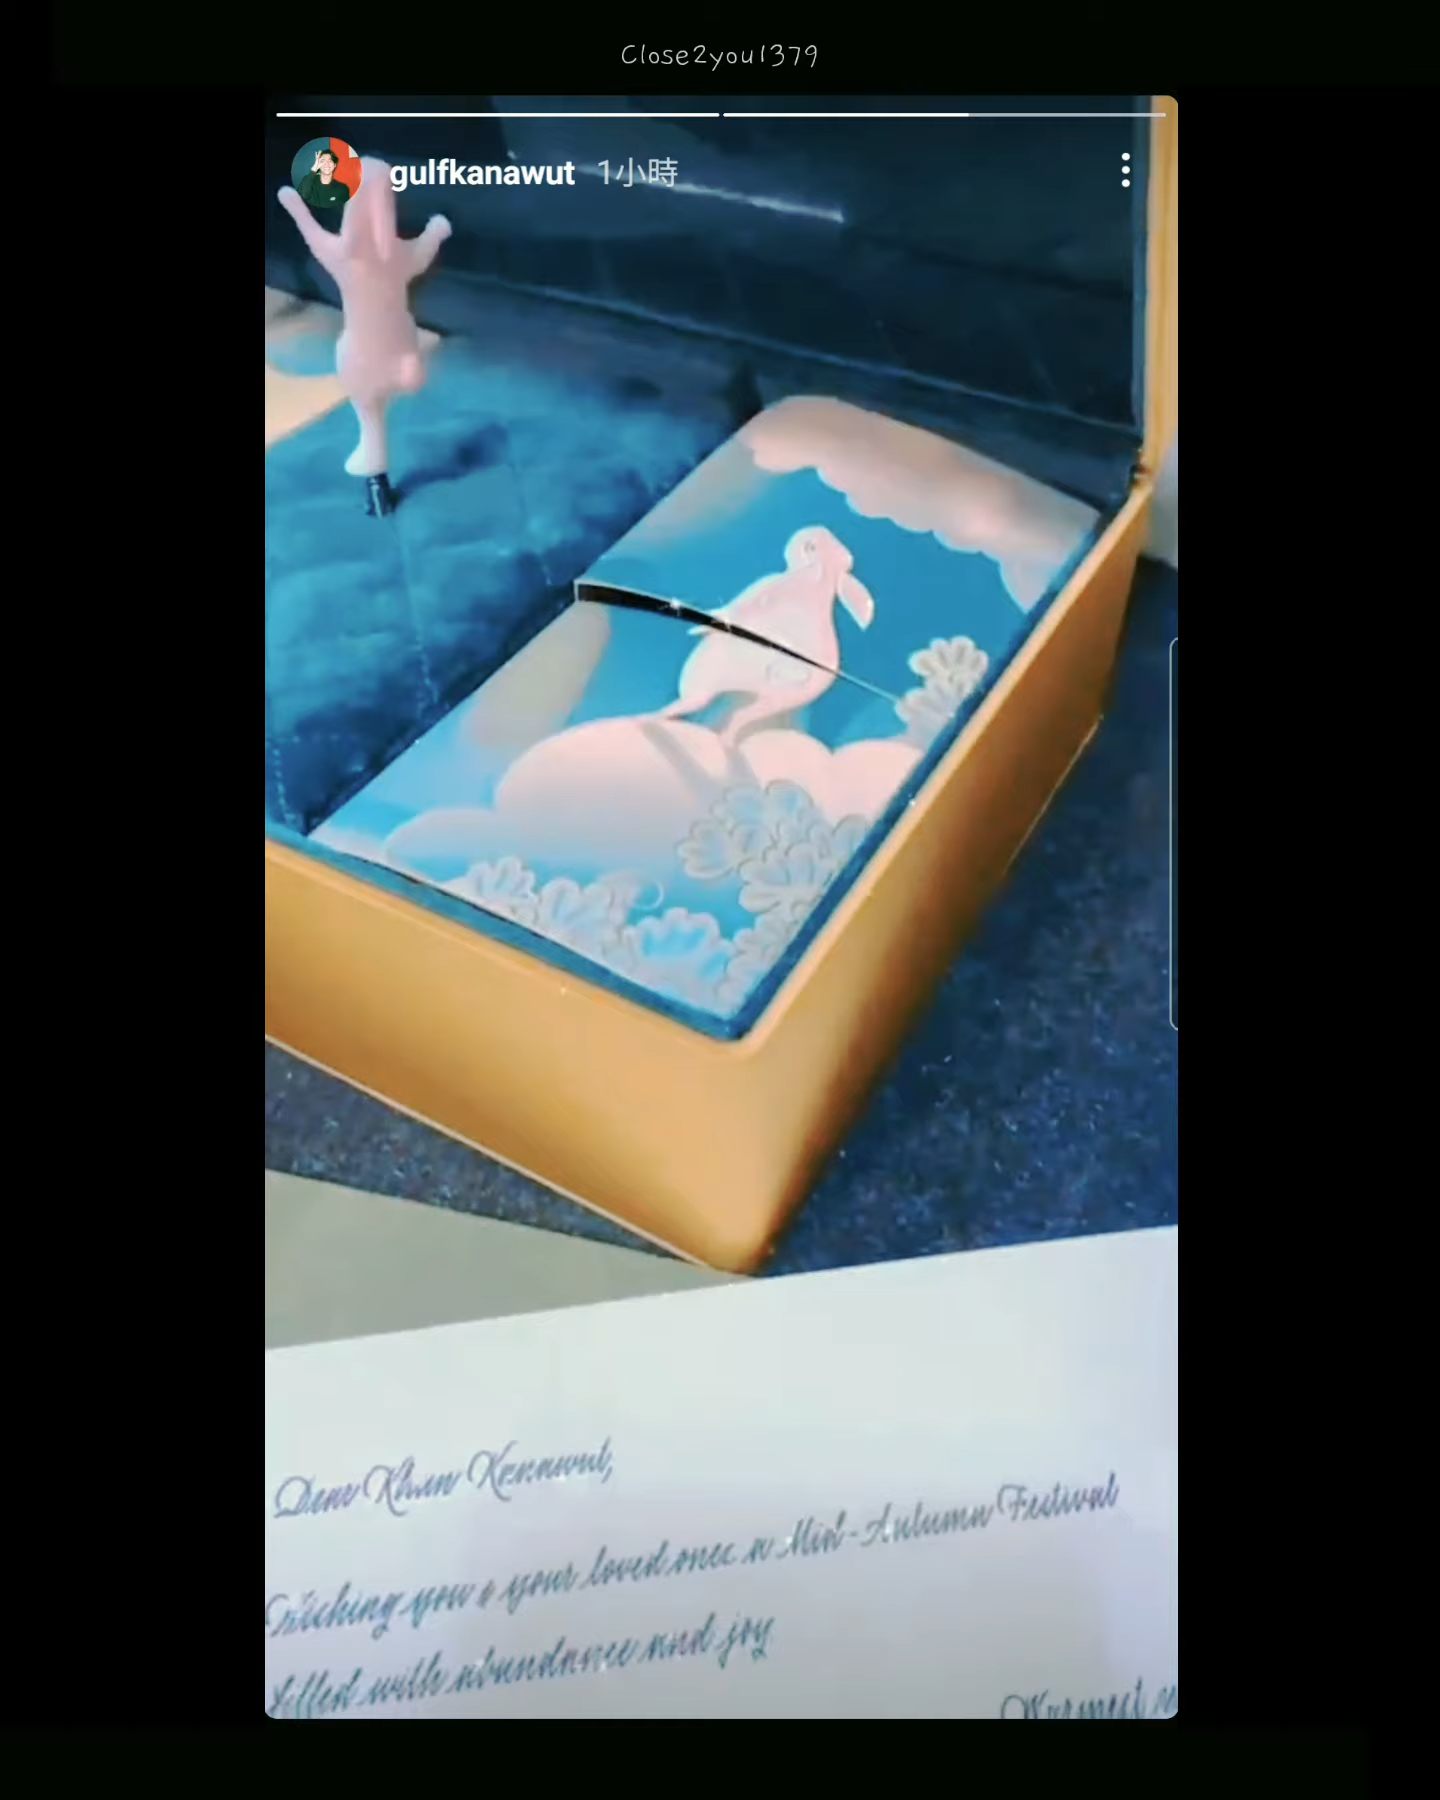 Close2you1379
gulfkanawut 1小時
Dear Khun Kanawut,
Wishing you & your loved ones a Mid-Autumn Festival
filled with abundance and joy
Warmest